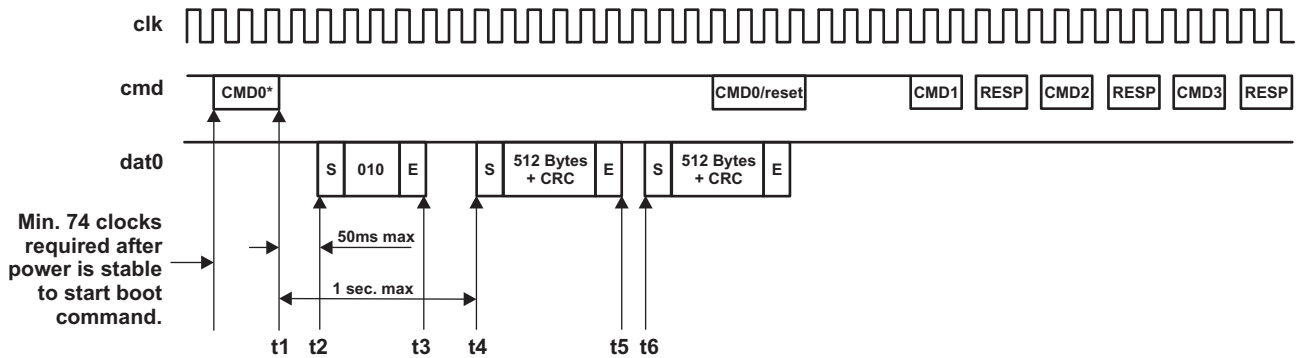 clk
cmd
CMD0*
CMD0/reset
CMD1
RESP
CMD2
RESP
CMD3
RESP
dat0
S
010
E
S
512 Bytes
+ CRC
E
S
512 Bytes
+ CRC
E
Min. 74 clocks
required after
power is stable
to start boot
command.
50ms max
1 sec. max
t1
t2
t3
t4
t5
t6